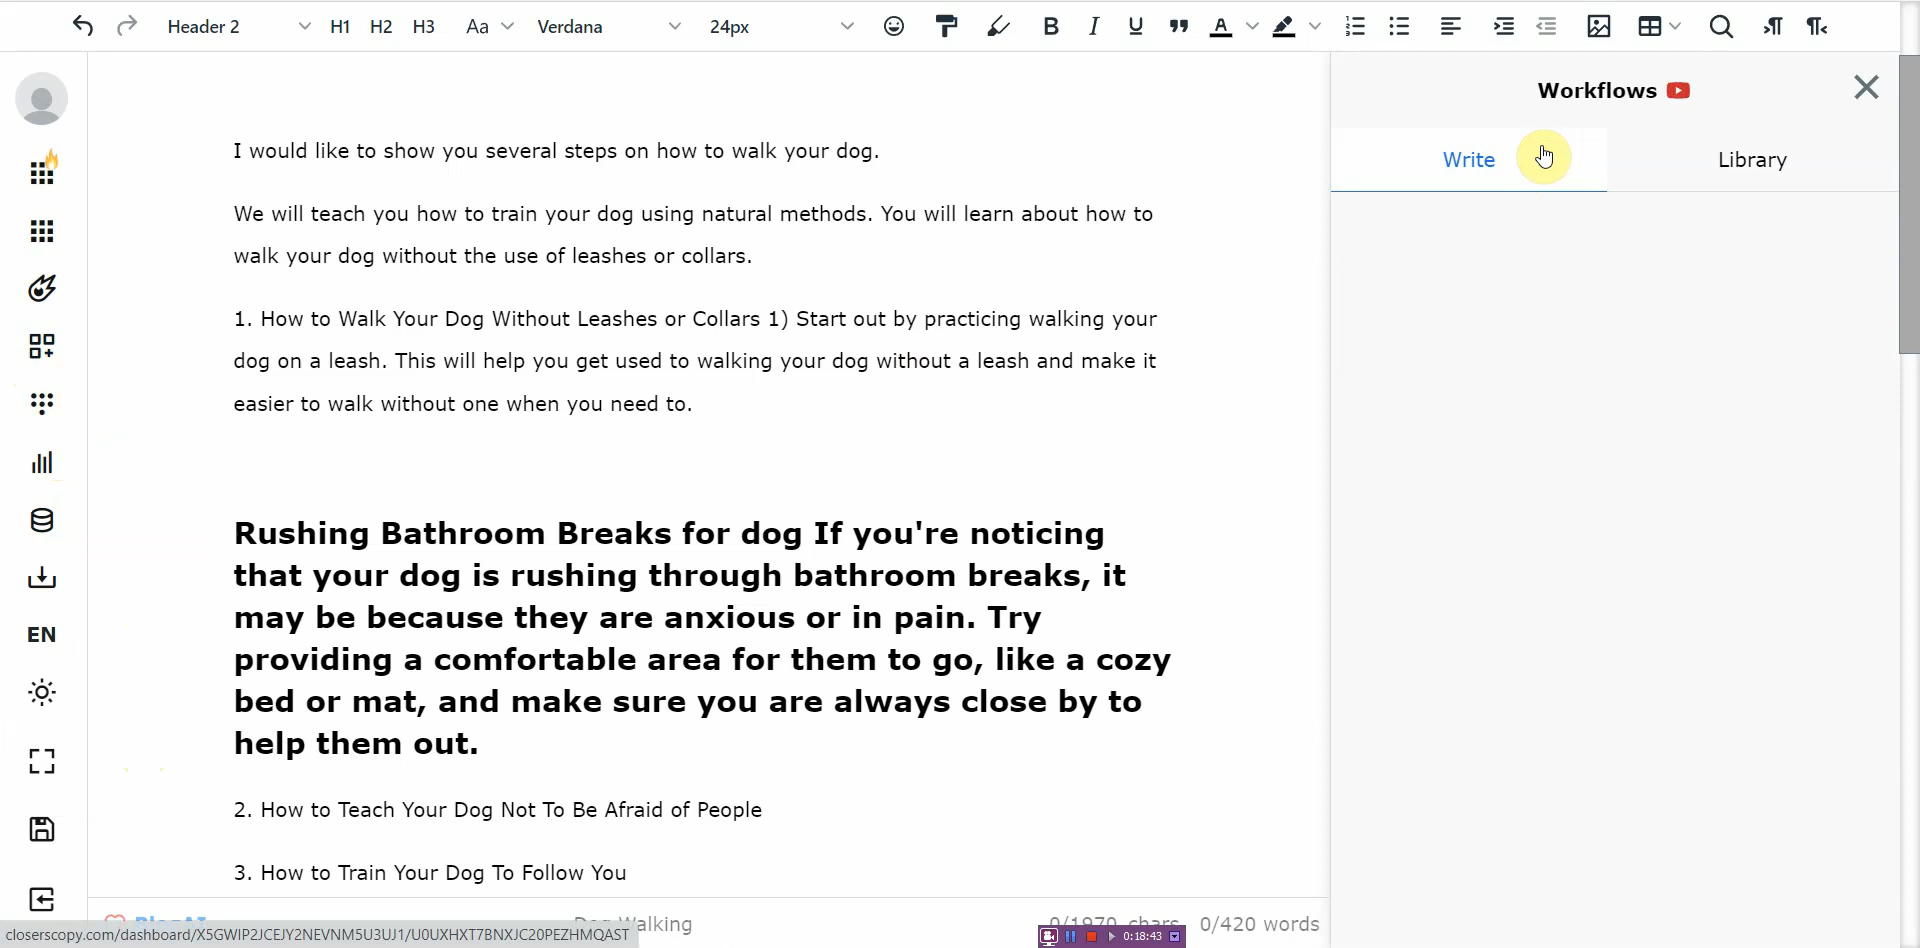 Header 2 H1 H2 H3 Aa Verdana 24px B I U A
Workflows
Write Library
I would like to show you several steps on how to walk your dog.
We will teach you how to train your dog using natural methods. You will learn about how to
walk your dog without the use of leashes or collars.
1. How to Walk Your Dog Without Leashes or Collars 1) Start out by practicing walking your
dog on a leash. This will help you get used to walking your dog without a leash and make it
easier to walk without one when you need to.
Rushing Bathroom Breaks for dog If you're noticing
that your dog is rushing through bathroom breaks, it
may be because they are anxious or in pain. Try
providing a comfortable area for them to go, like a cozy
bed or mat, and make sure you are always close by to
help them out.
2. How to Teach Your Dog Not To Be Afraid of People
3. How to Train Your Dog To Follow You
EN
BlogAI Dog Walking 0/1970 chars 0/420 words
closerscopy.com/dashboard/X5GWIP2JCEJY2NEVNM5U3UJ1/U0UXHXT7BNXJC20PEZHMQAST
0:18:43